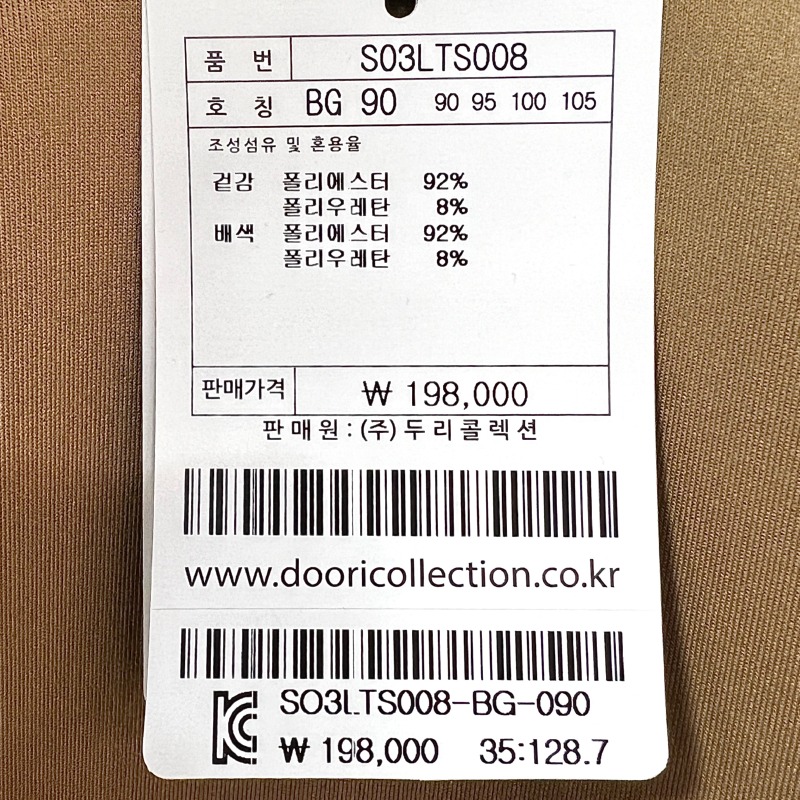 품 번 S03LTS008
호 칭 BG 90 90 95 100 105
조성섬유 및 혼용율
겉감 폴리에스터 92%
폴리우레탄 8%
배색 폴리에스터 92%
폴리우레탄 8%
판매가격 ₩ 198,000
판 매 원 : (주) 두 리 콜 렉 션
www.dooricollection.co.kr
S03LTS008-BG-090
₩ 198,000 35:128.7